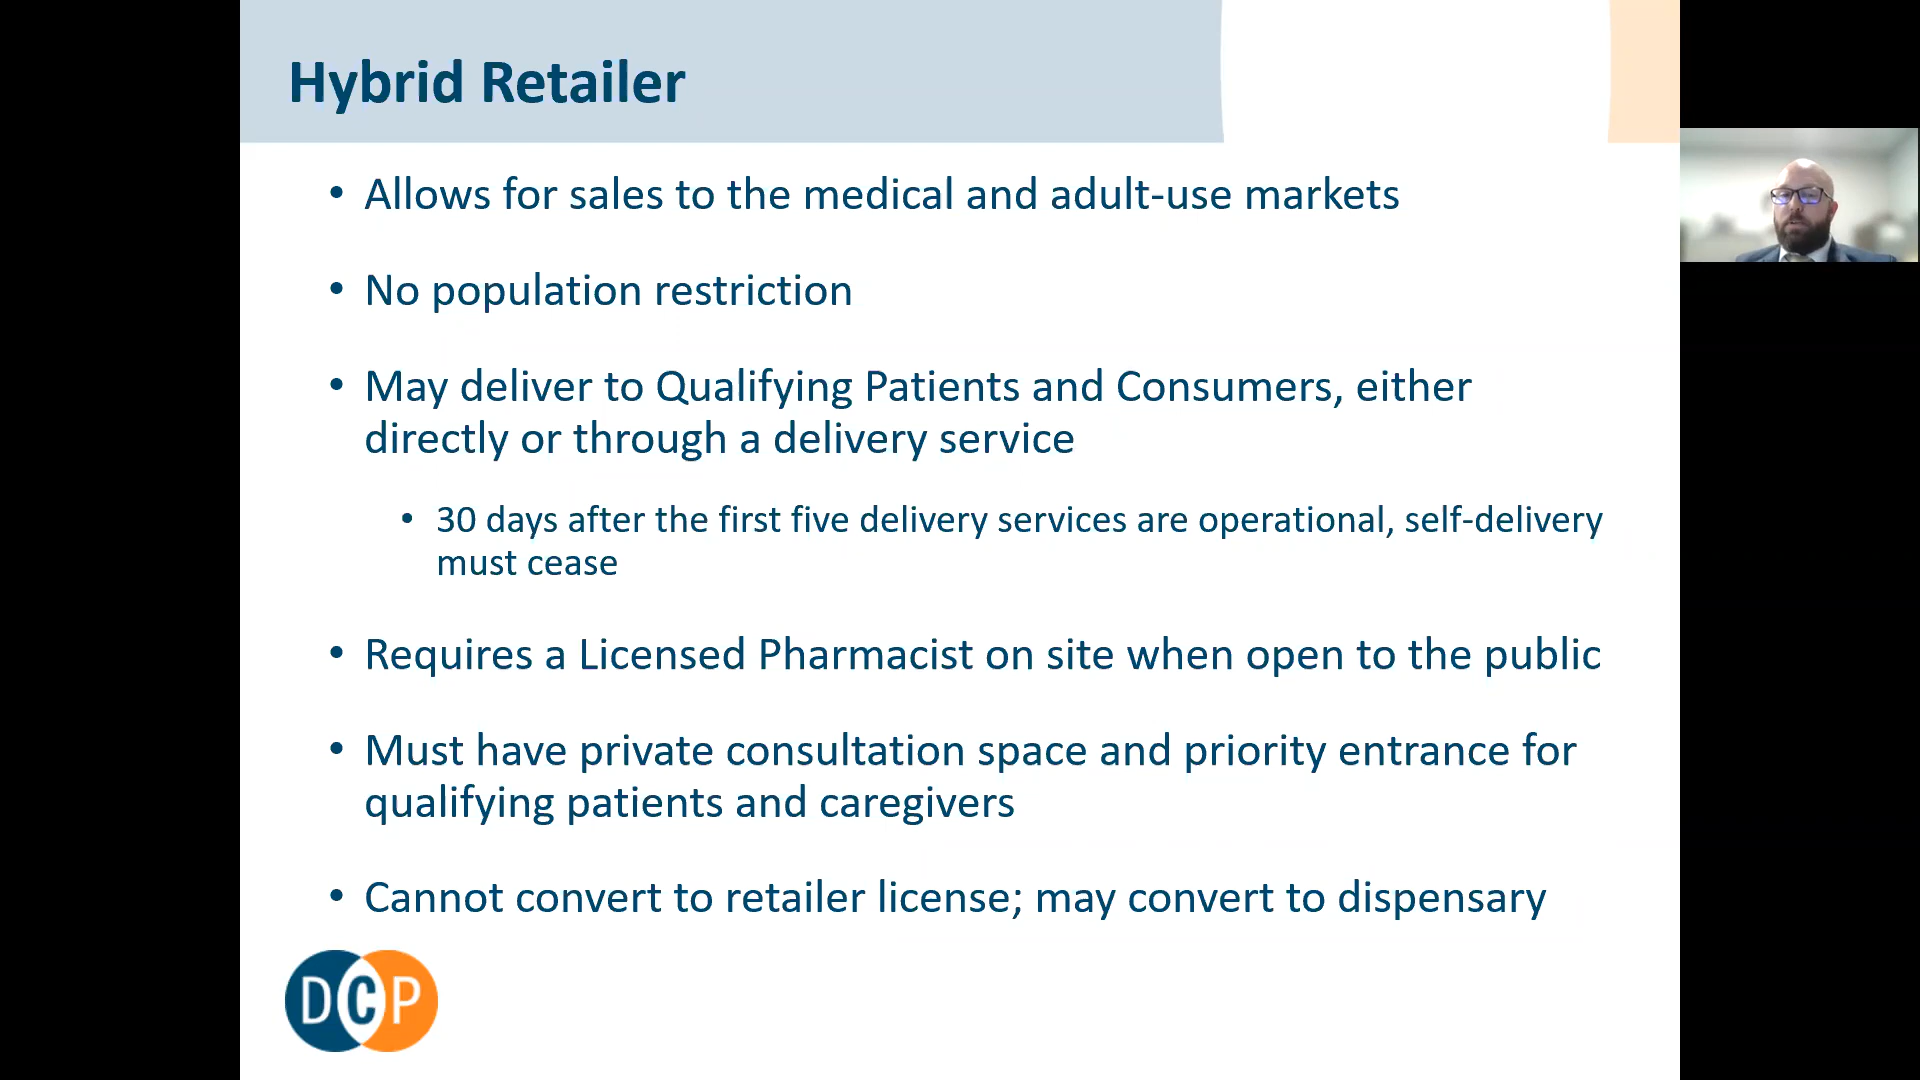 Hybrid Retailer
• Allows for sales to the medical and adult-use markets
• No population restriction
• May deliver to Qualifying Patients and Consumers, either
directly or through a delivery service
• 30 days after the first five delivery services are operational, self-delivery
must cease
• Requires a Licensed Pharmacist on site when open to the public
• Must have private consultation space and priority entrance for
qualifying patients and caregivers
• Cannot convert to retailer license; may convert to dispensary
DCP